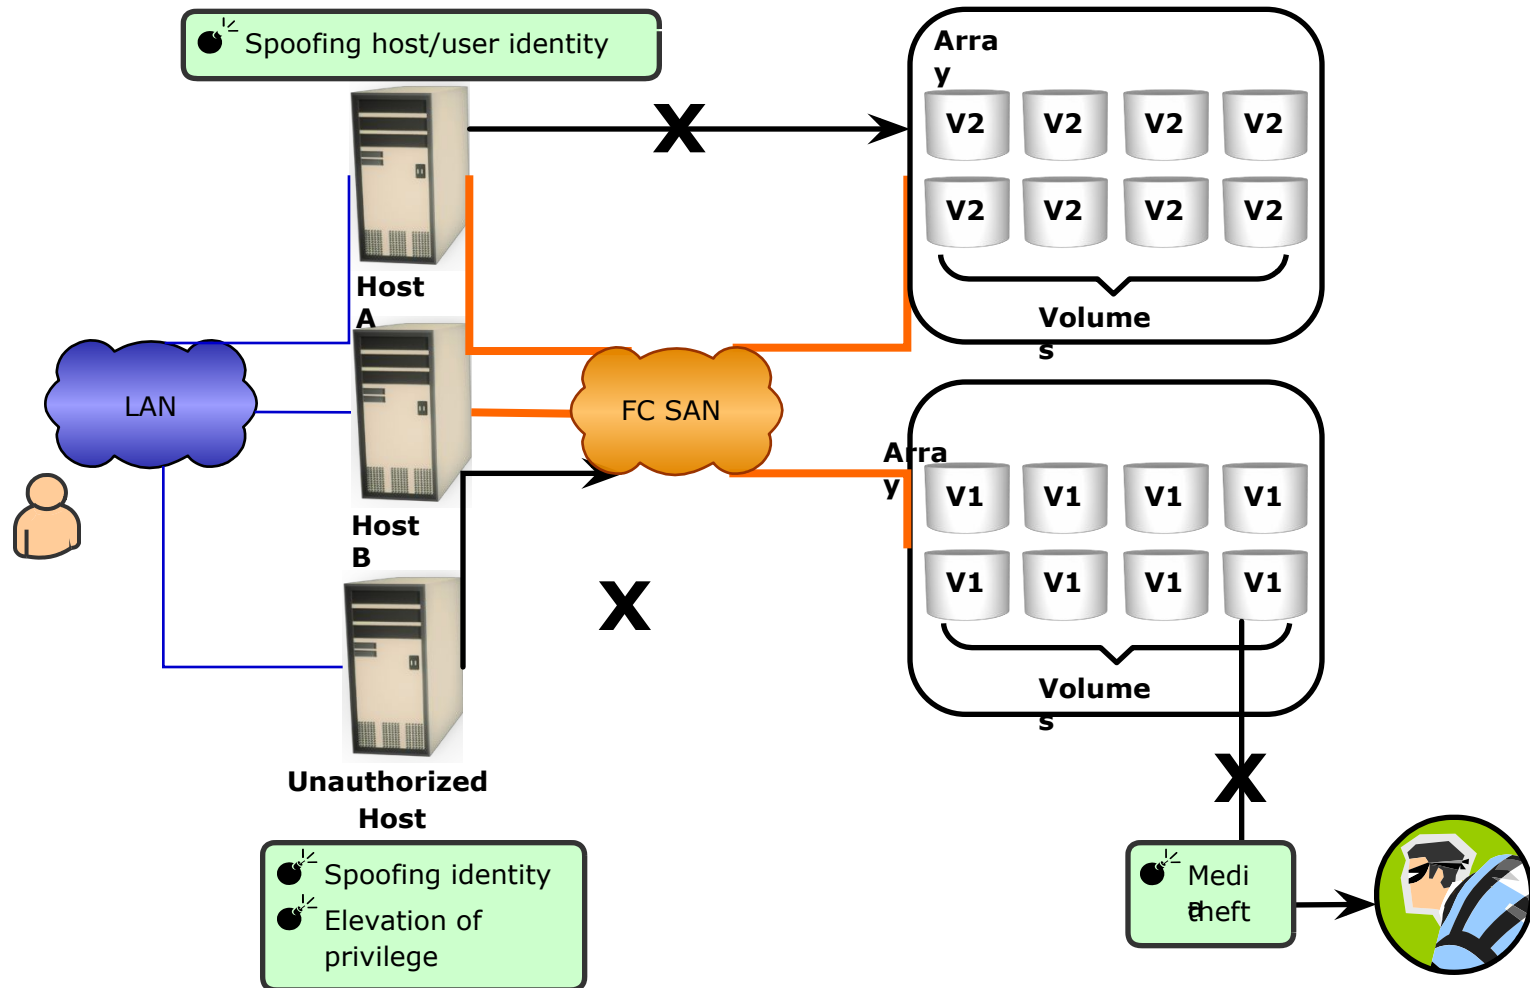 Spoofing host/user identity
Arra
y
V2 V2 V2 V2
V2 V2 V2 V2
Volume
s
Host
A
LAN
FC SAN
Host
B
Arra
y
V1 V1 V1 V1
V1 V1 V1 V1
Volume
s
X
X
X
Unauthorized
Host
Spoofing identity
Elevation of
privilege
Medi
a
theft